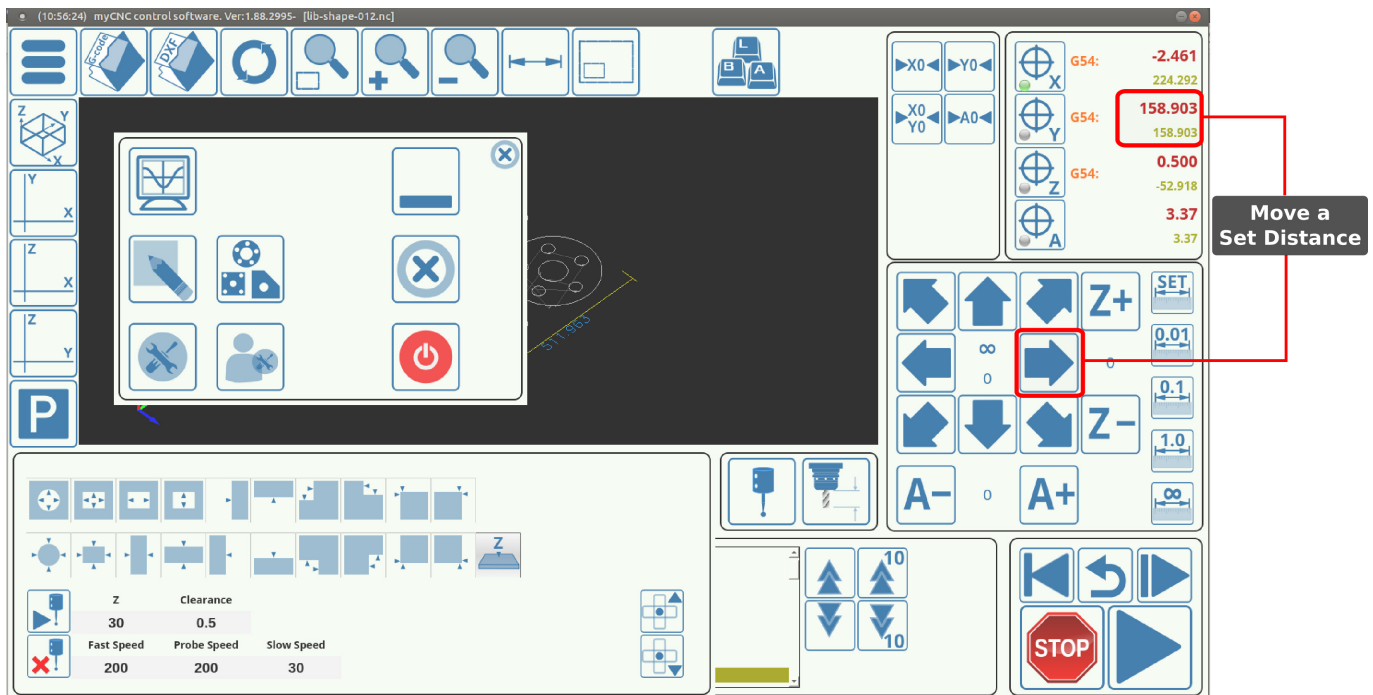 (10:56:24) myCNC control software. Ver:1.88.2995- [lib-shape-012.nc]
G-code
DXF
L
B A
X0 Y0
X0 Y0 A0
G54: -2.461
224.292
X
G54: 158.903
158.903
Y
G54: 0.500
-52.918
Z
3.37
3.37
A
Move a
Set Distance
Z Y
X
Y
X
Z
X
Z
Y
P
511.963
Z+ SET
∞ 0.01
0 0
0.1
Z-
1.0
A- 0 A+ ∞
Z
Z Clearance
30 0.5
Fast Speed Probe Speed Slow Speed
200 200 30
10
10
STOP